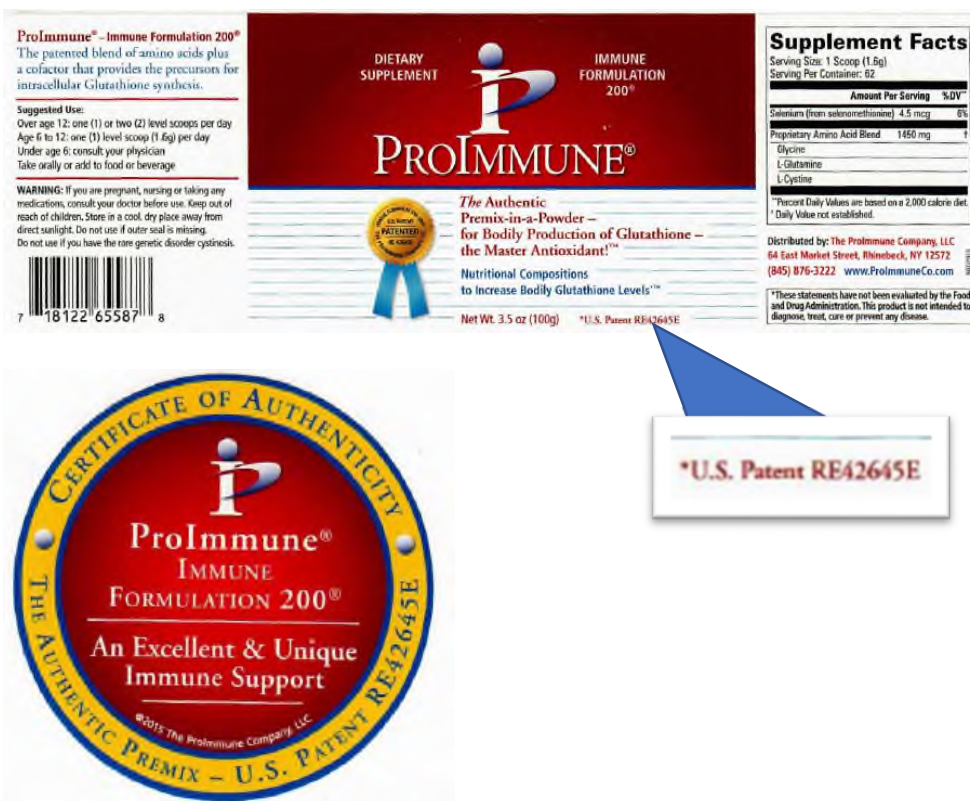 ProImmune® – Immune Formulation 200®
The patented blend of amino acids plus
a cofactor that provides the precursors for
intracellular Glutathione synthesis.
Suggested Use:
Over age 12: one (1) or two (2) level scoops per day
Age 6 to 12: one (1) level scoop (1.6g) per day
Under age 6: consult your physician
Take orally or add to food or beverage
WARNING: If you are pregnant, nursing or taking any
medications, consult your doctor before use. Keep out of
reach of children. Store in a cool, dry place away from
direct sunlight. Do not use if outer seal is missing.
Do not use if you have the rare genetic disorder cystinosis.
7 18122 65587 8
DIETARY
SUPPLEMENT
IMMUNE
FORMULATION
200®
PROIMMUNE®
PATENTED
The Authentic
Premix-in-a-Powder –
for Bodily Production of Glutathione –
the Master Antioxidant!™
Nutritional Compositions
to Increase Bodily Glutathione Levels*™
Net Wt. 3.5 oz (100g) *U.S. Patent RE42645E
Supplement Facts
Serving Size: 1 Scoop (1.6g)
Serving Per Container: 62
Amount Per Serving %DV**
Selenium (from selenomethionine) 4.5 mcg 6%
Proprietary Amino Acid Blend 1450 mg †
Glycine
L-Glutamine
L-Cystine
**Percent Daily Values are based on a 2,000 calorie diet.
† Daily Value not established.
Distributed by: The ProImmune Company, LLC
64 East Market Street, Rhinebeck, NY 12572
(845) 876-3222 www.ProImmuneCo.com
*These statements have not been evaluated by the Food
and Drug Administration. This product is not intended to
diagnose, treat, cure or prevent any disease.
*U.S. Patent RE42645E
CERTIFICATE OF AUTHENTICITY
ProImmune®
IMMUNE
FORMULATION 200®
An Excellent & Unique
Immune Support
©2015 The ProImmune Company, LLC
THE AUTHENTIC PREMIX – U.S. PATENT RE42645E